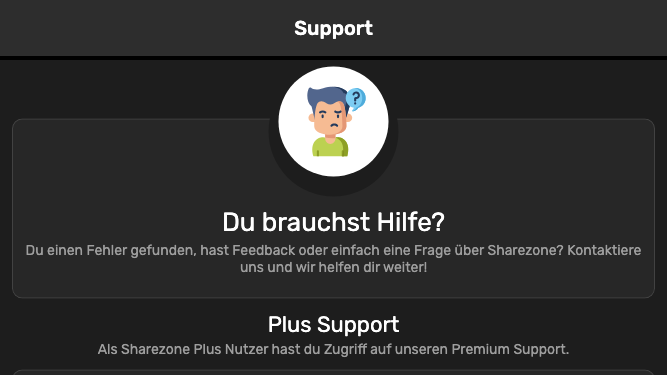 Support
?
Du brauchst Hilfe?
Du einen Fehler gefunden, hast Feedback oder einfach eine Frage über Sharezone? Kontaktiere
uns und wir helfen dir weiter!
Plus Support
Als Sharezone Plus Nutzer hast du Zugriff auf unseren Premium Support.